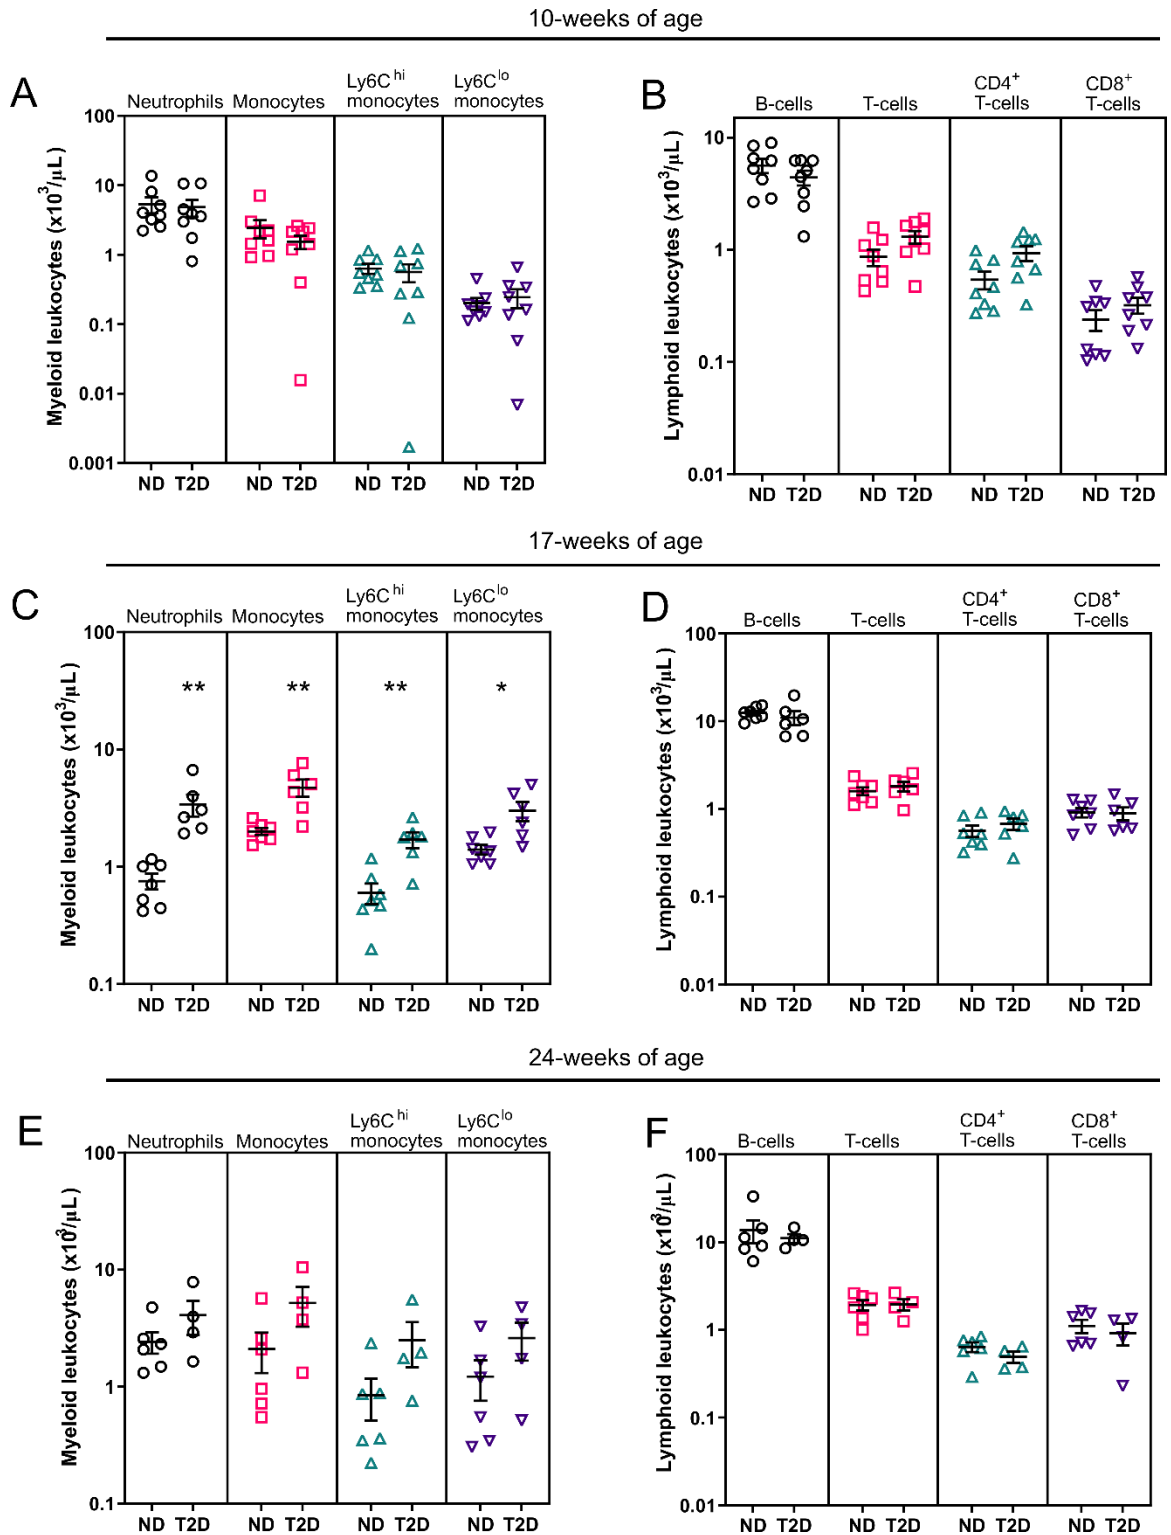 10-weeks of age
A
Neutrophils Monocytes Ly6C^hi monocytes Ly6C^lo monocytes
Myeloid leukocytes (x10³/μL)
100
10
1
0.1
0.01
0.001
ND T2D ND T2D ND T2D ND T2D
B
B-cells T-cells CD4⁺ T-cells CD8⁺ T-cells
Lymphoid leukocytes (x10³/μL)
10
1
0.1
0.01
ND T2D ND T2D ND T2D ND T2D
17-weeks of age
C
Neutrophils Monocytes Ly6C^hi monocytes Ly6C^lo monocytes
Myeloid leukocytes (x10³/μL)
100
10
1
0.1
** ** ** *
ND T2D ND T2D ND T2D ND T2D
D
B-cells T-cells CD4⁺ T-cells CD8⁺ T-cells
Lymphoid leukocytes (x10³/μL)
100
10
1
0.1
0.01
ND T2D ND T2D ND T2D ND T2D
24-weeks of age
E
Neutrophils Monocytes Ly6C^hi monocytes Ly6C^lo monocytes
Myeloid leukocytes (x10³/μL)
100
10
1
0.1
ND T2D ND T2D ND T2D ND T2D
F
B-cells T-cells CD4⁺ T-cells CD8⁺ T-cells
Lymphoid leukocytes (x10³/μL)
100
10
1
0.1
0.01
ND T2D ND T2D ND T2D ND T2D